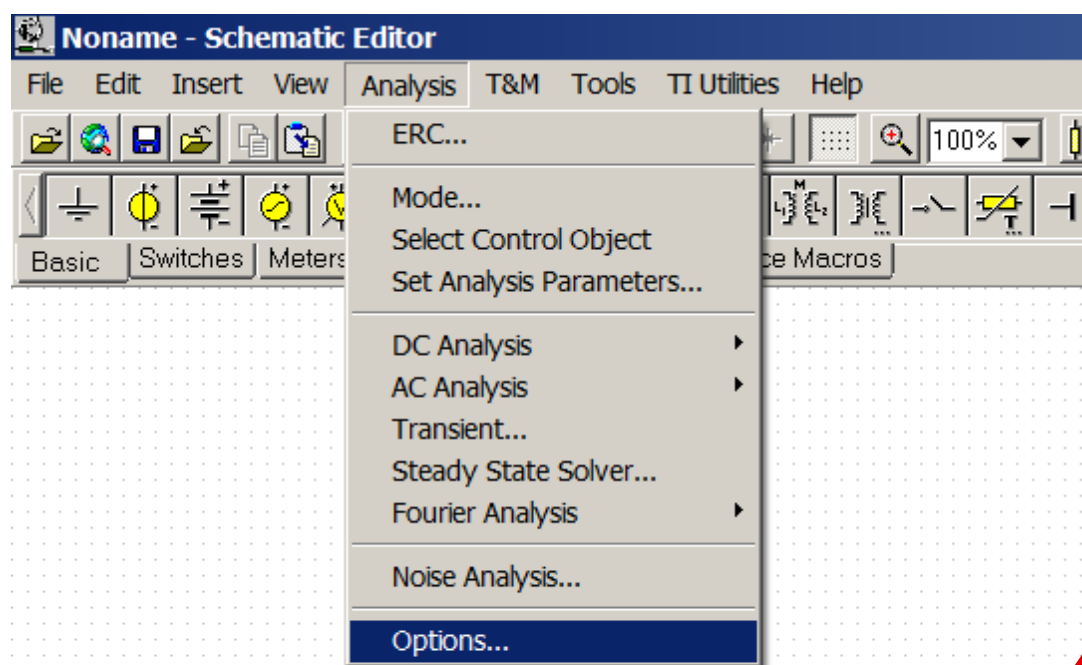 Noname - Schematic Editor
File Edit Insert View Analysis T&M Tools TI Utilities Help
ERC...
100%
Mode...
Select Control Object
Basic Switches Meters ce Macros
Set Analysis Parameters...
DC Analysis
AC Analysis
Transient...
Steady State Solver...
Fourier Analysis
Noise Analysis...
Options...